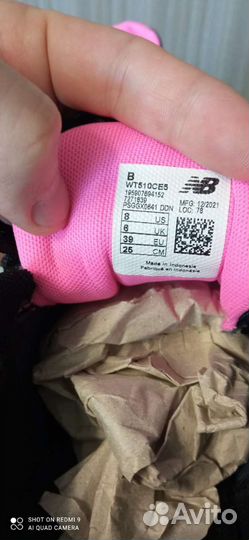 B
WT510CE5
195907694152
7271839
PSGGX0641 DDN
NB
MFG: 12/2021
LOC: 78
8 US
6 UK
39 EU
25 CM
Made in Indonesia
Fabriqué en Indonésie
SHOT ON REDMI 9
AI QUAD CAMERA
Avito